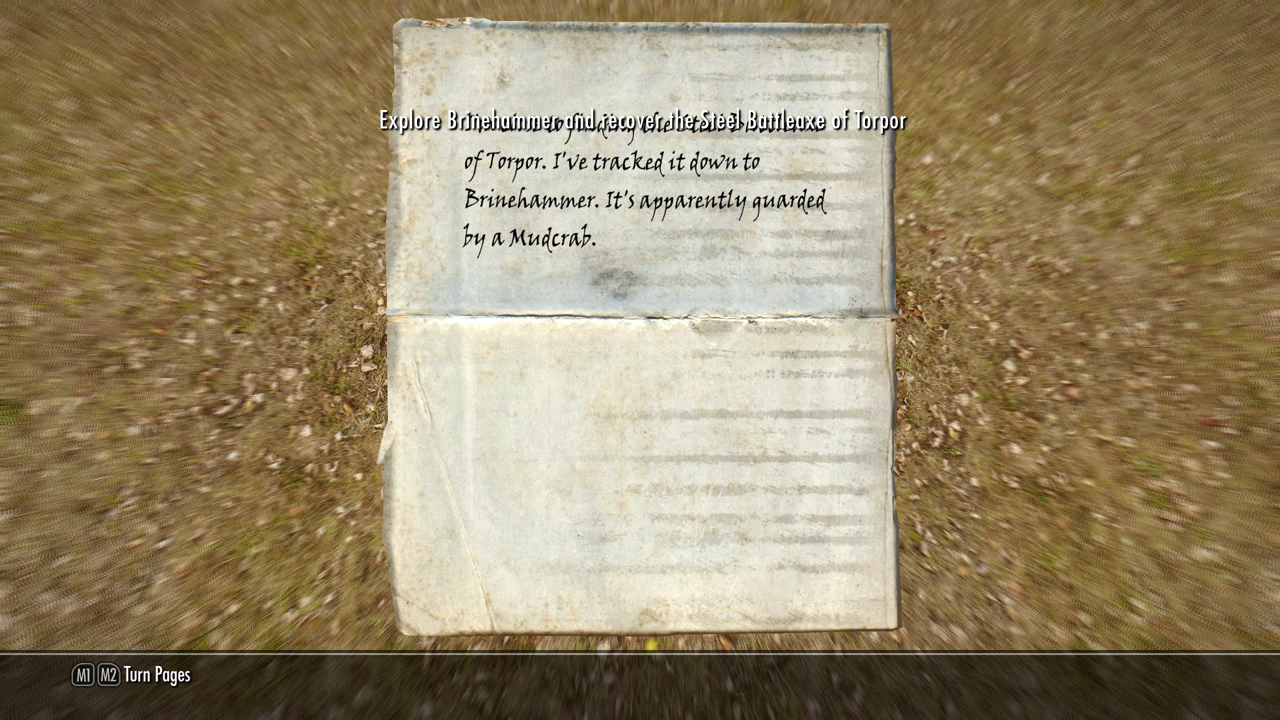 Explore Brinehammer and recover the Steel Battleaxe of Torpor
of Torpor. I've tracked it down to
Brinehammer. It's apparently guarded
by a Mudcrab.
M1 M2 Turn Pages